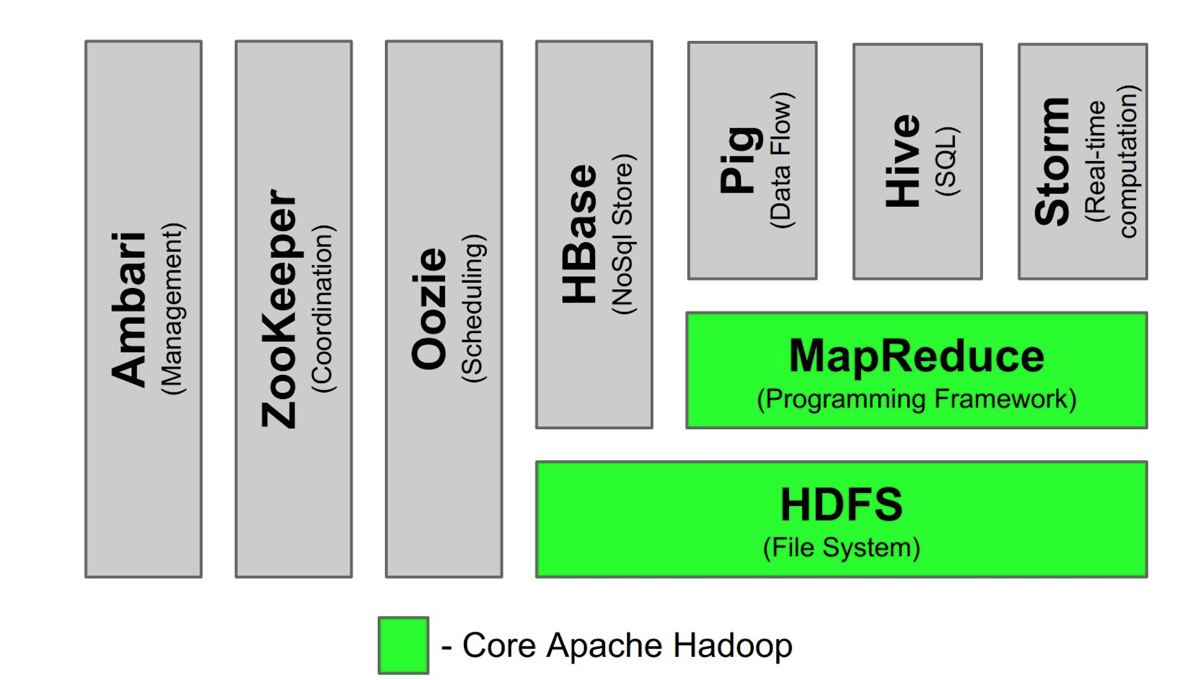 Ambari
(Management)
ZooKeeper
(Coordination)
Oozie
(Scheduling)
HBase
(NoSql Store)
Pig
(Data Flow)
Hive
(SQL)
Storm
(Real-time
computation)
MapReduce
(Programming Framework)
HDFS
(File System)
- Core Apache Hadoop